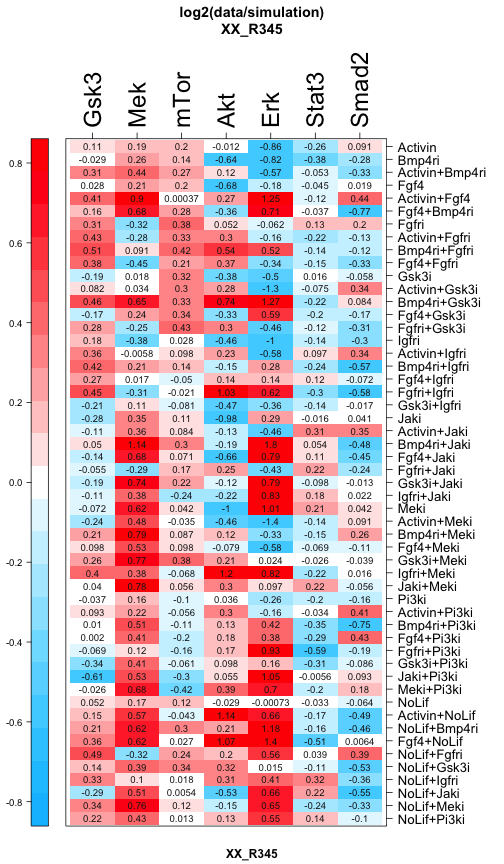 log2(data/simulation)
XX_R345
Gsk3 Mek mTor Akt Erk Stat3 Smad2
0.8
0.6
0.4
0.2
0.0
-0.2
-0.4
-0.6
-0.8
0.11 0.19 0.2 -0.012 -0.86 -0.26 0.091 Activin
-0.029 0.26 0.14 -0.64 -0.82 -0.38 -0.28 Bmp4ri
0.31 0.44 0.27 0.12 -0.57 -0.053 -0.33 Activin+Bmp4ri
0.028 0.21 0.2 -0.68 -0.18 -0.045 0.019 Fgf4
0.41 0.9 0.00037 0.27 1.25 -0.12 0.44 Activin+Fgf4
0.16 0.68 0.28 -0.36 0.71 -0.037 -0.77 Fgf4+Bmp4ri
0.31 -0.32 0.38 0.052 -0.062 0.13 0.2 Fgfri
0.43 -0.28 0.33 0.3 -0.16 -0.22 -0.13 Activin+Fgfri
0.51 0.091 0.42 0.54 0.52 -0.14 -0.12 Bmp4ri+Fgfri
0.38 -0.45 0.21 0.37 -0.34 -0.15 -0.33 Fgf4+Fgfri
-0.19 0.018 0.32 -0.38 -0.5 0.016 -0.058 Gsk3i
0.082 0.034 0.3 0.28 -1.3 -0.075 0.34 Activin+Gsk3i
0.46 0.65 0.33 0.74 1.27 -0.22 0.084 Bmp4ri+Gsk3i
-0.17 0.24 0.34 -0.33 0.59 -0.2 -0.17 Fgf4+Gsk3i
0.28 -0.25 0.43 0.3 -0.46 -0.12 -0.31 Fgfri+Gsk3i
0.15 -0.38 0.028 -0.46 -1 -0.14 -0.3 Igfri
0.36 -0.0058 0.098 0.23 -0.58 0.097 0.34 Activin+Igfri
0.42 0.21 0.14 -0.15 0.28 -0.24 -0.57 Bmp4ri+Igfri
0.27 0.017 -0.05 0.14 0.14 0.12 -0.072 Fgf4+Igfri
0.45 -0.31 -0.021 1.03 0.62 -0.3 -0.58 Fgfri+Igfri
-0.21 0.11 -0.081 -0.47 -0.36 -0.14 -0.017 Gsk3i+Igfri
-0.28 0.35 0.11 -0.98 0.29 -0.016 0.041 Jaki
-0.11 0.36 0.084 -0.13 -0.46 0.31 0.35 Activin+Jaki
0.05 1.14 0.3 -0.19 1.8 0.054 -0.48 Bmp4ri+Jaki
-0.14 0.68 0.071 -0.66 0.79 0.11 -0.45 Fgf4+Jaki
-0.055 -0.29 0.17 0.25 -0.43 0.22 -0.24 Fgfri+Jaki
-0.19 0.74 0.22 -0.12 0.79 -0.098 -0.013 Gsk3i+Jaki
-0.11 0.38 -0.24 -0.22 0.83 0.18 0.022 Igfri+Jaki
-0.072 0.62 0.042 -1 1.01 0.21 0.042 Meki
-0.24 0.48 -0.035 -0.46 -1.4 -0.14 0.091 Activin+Meki
0.21 0.79 0.087 0.12 -0.33 -0.15 0.26 Bmp4ri+Meki
0.098 0.53 0.098 -0.079 -0.58 -0.069 -0.11 Fgf4+Meki
0.26 0.77 0.38 0.21 0.024 -0.026 -0.039 Gsk3i+Meki
0.4 0.38 -0.068 1.2 0.82 -0.22 0.016 Igfri+Meki
0.04 0.78 0.056 0.3 0.097 0.22 -0.056 Jaki+Meki
-0.037 0.16 -0.1 0.036 -0.26 -0.2 -0.16 Pi3ki
0.093 0.22 -0.056 0.3 -0.16 -0.034 0.41 Activin+Pi3ki
0.01 0.51 -0.11 0.13 0.42 -0.35 -0.75 Bmp4ri+Pi3ki
0.002 0.41 -0.2 0.18 0.38 -0.29 0.43 Fgf4+Pi3ki
-0.069 0.12 -0.16 0.17 0.93 -0.59 -0.19 Fgfri+Pi3ki
-0.34 0.41 -0.061 0.098 0.16 -0.31 -0.086 Gsk3i+Pi3ki
-0.61 0.53 -0.3 0.055 1.05 -0.0056 0.093 Jaki+Pi3ki
-0.026 0.68 -0.42 0.39 0.7 -0.2 0.18 Meki+Pi3ki
0.052 0.17 0.12 -0.029 -0.00073 -0.033 -0.064 NoLif
0.15 0.57 -0.043 1.14 0.66 -0.17 -0.49 Activin+NoLif
0.21 0.62 0.3 0.21 1.18 -0.16 -0.46 NoLif+Bmp4ri
0.36 0.62 0.027 1.07 1.4 -0.51 0.0064 Fgf4+NoLif
0.49 -0.32 -0.24 0.2 0.56 0.039 0.39 NoLif+Fgfri
0.14 0.39 0.34 0.32 0.015 -0.11 -0.53 NoLif+Gsk3i
0.33 0.1 0.018 0.31 0.41 0.32 -0.36 NoLif+Igfri
-0.29 0.51 0.0054 -0.53 0.66 0.22 -0.55 NoLif+Jaki
0.34 0.76 0.12 -0.15 0.65 -0.24 -0.33 NoLif+Meki
0.22 0.43 0.013 0.13 0.55 0.14 -0.1 NoLif+Pi3ki
XX_R345